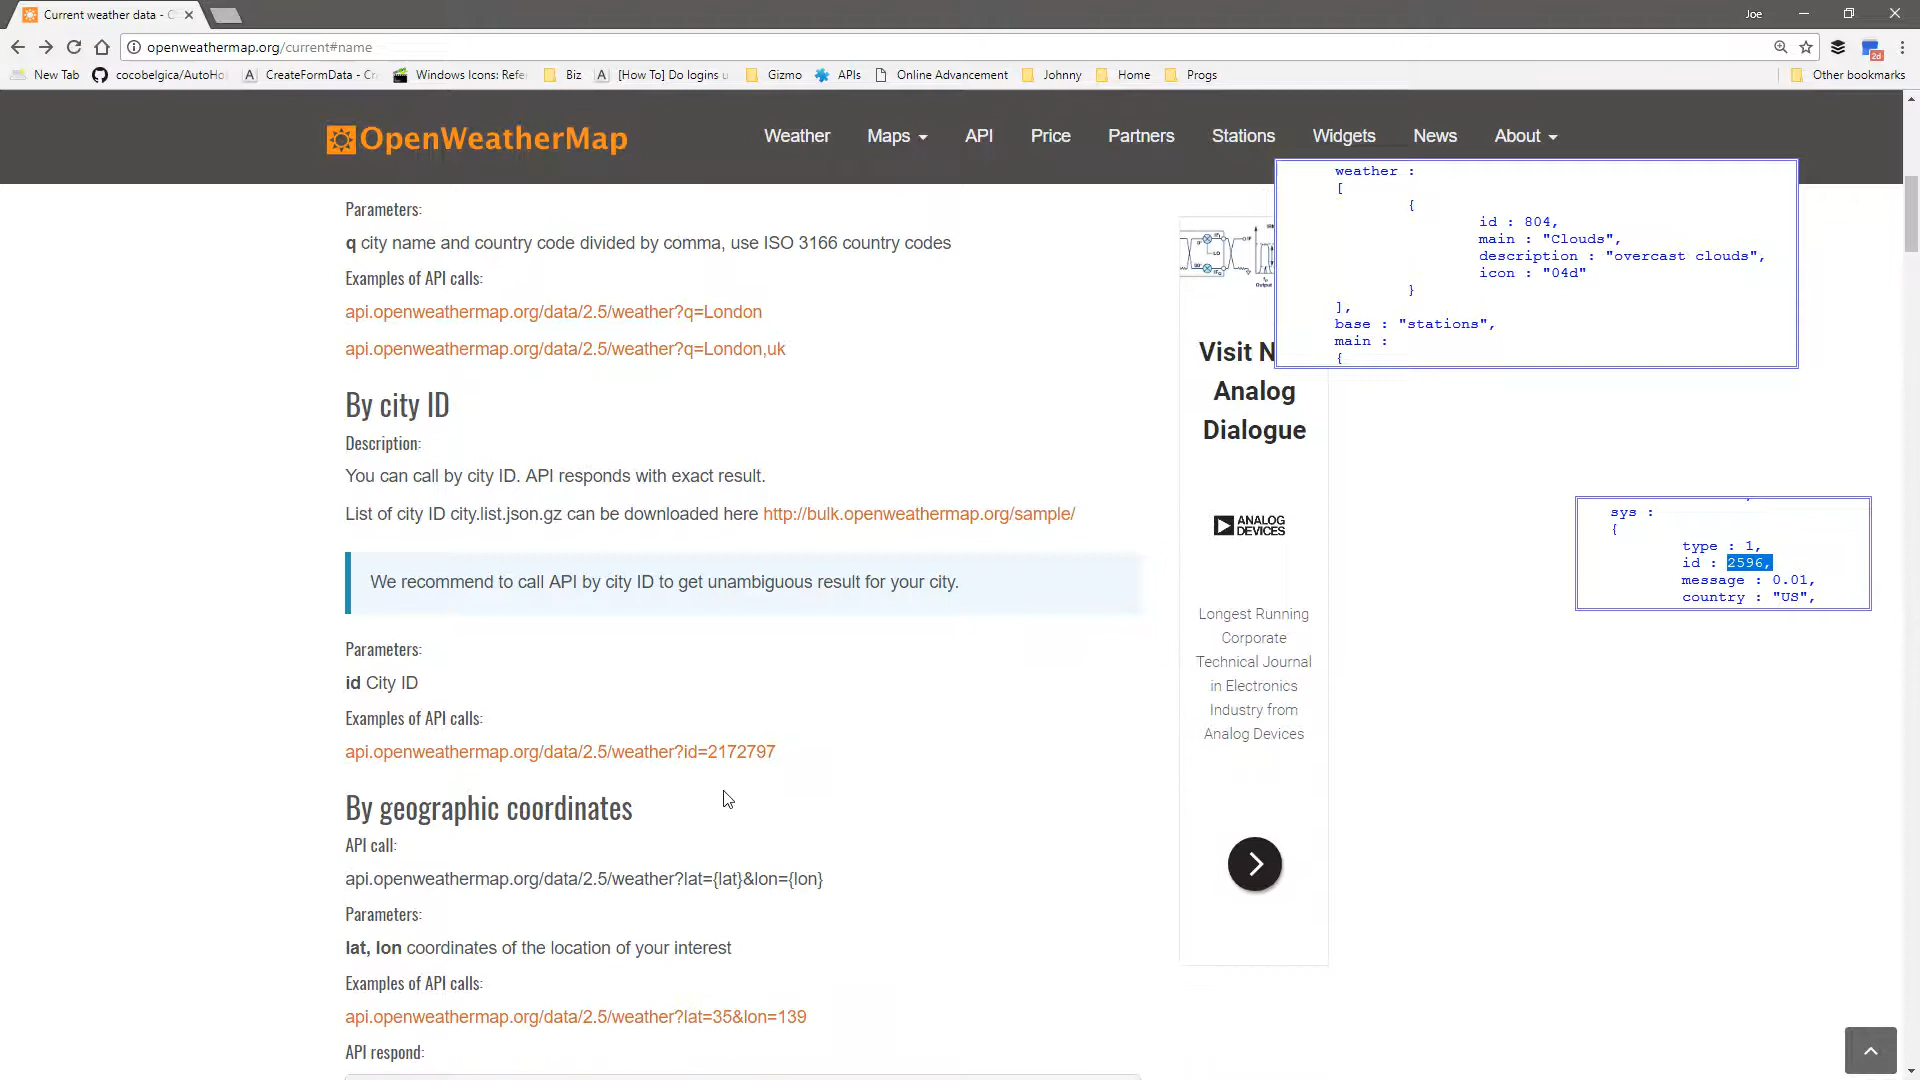 Current weather data - C
Joe
openweathermap.org/current#name
New Tab
cocobelgica/AutoHo
CreateFormData - Cr
Windows Icons: Refe
Biz
[How To] Do logins u
Gizmo
APIs
Online Advancement
Johnny
Home
Progs
Other bookmarks
2d
OpenWeatherMap
Weather
Maps
API
Price
Partners
Stations
Widgets
News
About
Parameters:
q city name and country code divided by comma, use ISO 3166 country codes
Examples of API calls:
api.openweathermap.org/data/2.5/weather?q=London
api.openweathermap.org/data/2.5/weather?q=London,uk
By city ID
Description:
You can call by city ID. API responds with exact result.
List of city ID city.list.json.gz can be downloaded here http://bulk.openweathermap.org/sample/
We recommend to call API by city ID to get unambiguous result for your city.
Parameters:
id City ID
Examples of API calls:
api.openweathermap.org/data/2.5/weather?id=2172797
By geographic coordinates
API call:
api.openweathermap.org/data/2.5/weather?lat={lat}&lon={lon}
Parameters:
lat, lon coordinates of the location of your interest
Examples of API calls:
api.openweathermap.org/data/2.5/weather?lat=35&lon=139
API respond:
Visit N
Analog
Dialogue
ANALOG
DEVICES
Longest Running
Corporate
Technical Journal
in Electronics
Industry from
Analog Devices
weather :
[
{
id : 804,
main : "Clouds",
description : "overcast clouds",
icon : "04d"
}
],
base : "stations",
main :
{
sys :
{
type : 1,
id : 2596,
message : 0.01,
country : "US",